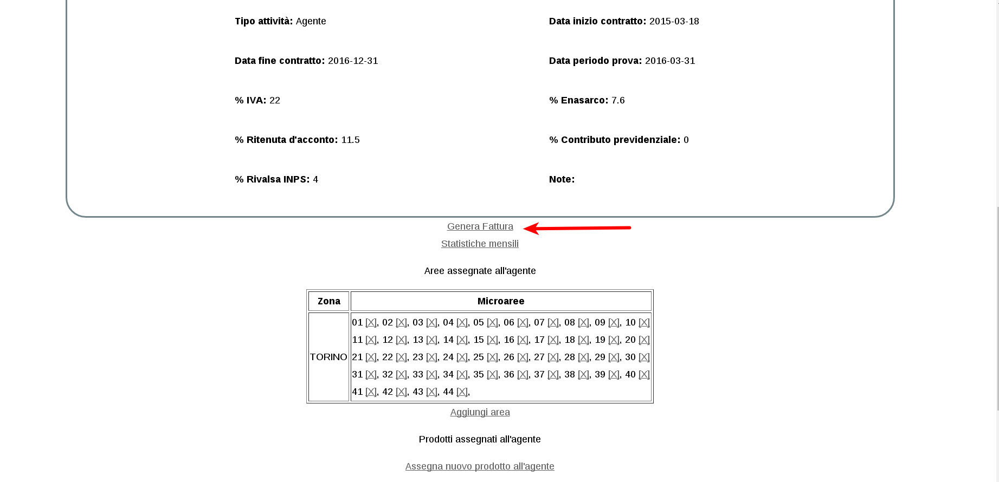 Tipo attività: Agente Data inizio contratto: 2015-03-18
Data fine contratto: 2016-12-31 Data periodo prova: 2016-03-31
% IVA: 22 % Enasarco: 7.6
% Ritenuta d'acconto: 11.5 % Contributo previdenziale: 0
% Rivalsa INPS: 4 Note:
Genera Fattura
Statistiche mensili
Aree assegnate all'agente
Zona Microaree
01 [X], 02 [X], 03 [X], 04 [X], 05 [X], 06 [X], 07 [X], 08 [X], 09 [X], 10 [X]
11 [X], 12 [X], 13 [X], 14 [X], 15 [X], 16 [X], 17 [X], 18 [X], 19 [X], 20 [X]
TORINO 21 [X], 22 [X], 23 [X], 24 [X], 25 [X], 26 [X], 27 [X], 28 [X], 29 [X], 30 [X]
31 [X], 32 [X], 33 [X], 34 [X], 35 [X], 36 [X], 37 [X], 38 [X], 39 [X], 40 [X]
41 [X], 42 [X], 43 [X], 44 [X],
Aggiungi area
Prodotti assegnati all'agente
Assegna nuovo prodotto all'agente